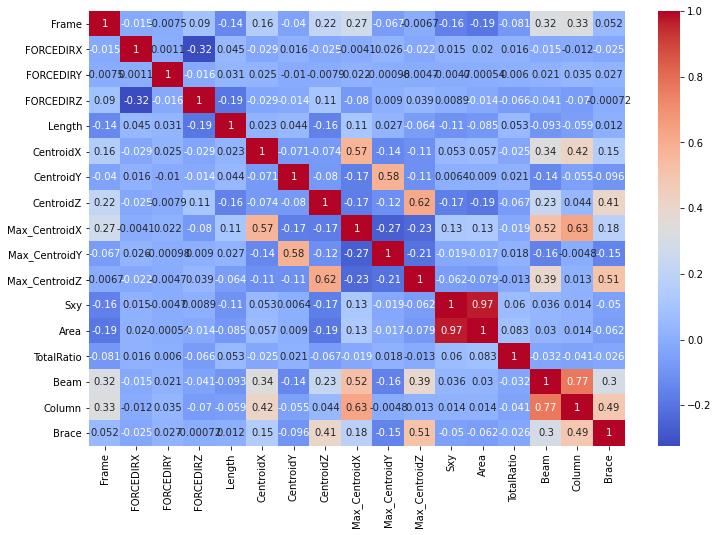 Frame 1 -0.015 0.0075 0.09 -0.14 0.16 -0.04 0.22 0.27 -0.067 0.0067 -0.16 -0.19 -0.081 0.32 0.33 0.052
FORCEDIRX -0.015 1 0.0011 -0.32 0.045 -0.029 0.016 -0.025 0.0041 0.026 -0.022 0.015 0.02 0.016 -0.015 -0.012 -0.025
FORCEDIRY 0.0075 0.0011 1 -0.016 0.031 0.025 -0.01 0.0079 0.022 0.00098 0.0047 0.0047 0.00054 0.006 0.021 0.035 0.027
FORCEDIRZ 0.09 -0.32 -0.016 1 -0.19 -0.029 -0.014 0.11 -0.08 0.009 0.039 0.0089 -0.014 -0.066 -0.041 -0.07 -0.00072
Length -0.14 0.045 0.031 -0.19 1 0.023 0.044 -0.16 0.11 0.027 -0.064 -0.11 -0.085 0.053 -0.093 -0.059 0.012
CentroidX 0.16 -0.029 0.025 -0.029 0.023 1 -0.071 -0.074 0.57 -0.14 -0.11 0.053 0.057 -0.025 0.34 0.42 0.15
CentroidY -0.04 0.016 -0.01 -0.014 0.044 -0.071 1 -0.08 -0.17 0.58 -0.11 0.0064 0.009 0.021 -0.14 -0.055 -0.096
CentroidZ 0.22 -0.025 0.0079 0.11 -0.16 -0.074 -0.08 1 -0.17 -0.12 0.62 -0.17 -0.19 -0.067 0.23 0.044 0.41
Max_CentroidX 0.27 -0.0041 0.022 -0.08 0.11 0.57 -0.17 -0.17 1 -0.27 -0.23 0.13 0.13 -0.019 0.52 0.63 0.18
Max_CentroidY -0.067 0.026 0.00098 0.009 0.027 -0.14 0.58 -0.12 -0.27 1 -0.21 -0.019 -0.017 0.018 -0.16 -0.0048 -0.15
Max_CentroidZ -0.0067 -0.022 0.0047 0.039 -0.064 -0.11 -0.11 0.62 -0.23 -0.21 1 -0.062 -0.079 -0.013 0.39 0.013 0.51
Sxy -0.16 0.015 0.0047 0.0089 -0.11 0.053 0.0064 -0.17 0.13 -0.019 -0.062 1 0.97 0.06 0.036 0.014 -0.05
Area -0.19 0.02 0.00054 -0.014 -0.085 0.057 0.009 -0.19 0.13 -0.017 -0.079 0.97 1 0.083 0.03 0.014 -0.062
TotalRatio -0.081 0.016 0.006 -0.066 0.053 -0.025 0.021 -0.067 -0.019 0.018 -0.013 0.06 0.083 1 -0.032 -0.041 -0.026
Beam 0.32 -0.015 0.021 -0.041 -0.093 0.34 -0.14 0.23 0.52 -0.16 0.39 0.036 0.03 -0.032 1 0.77 0.3
Column 0.33 -0.012 0.035 -0.07 -0.059 0.42 -0.055 0.044 0.63 -0.0048 0.013 0.014 0.014 -0.041 0.77 1 0.49
Brace 0.052 -0.025 0.027 0.00072 0.012 0.15 -0.096 0.41 0.18 -0.15 0.51 -0.05 -0.062 -0.026 0.3 0.49 1
Frame FORCEDIRX FORCEDIRY FORCEDIRZ Length CentroidX CentroidY CentroidZ Max_CentroidX Max_CentroidY Max_CentroidZ Sxy Area TotalRatio Beam Column Brace
1.0
0.8
0.6
0.4
0.2
0.0
−0.2